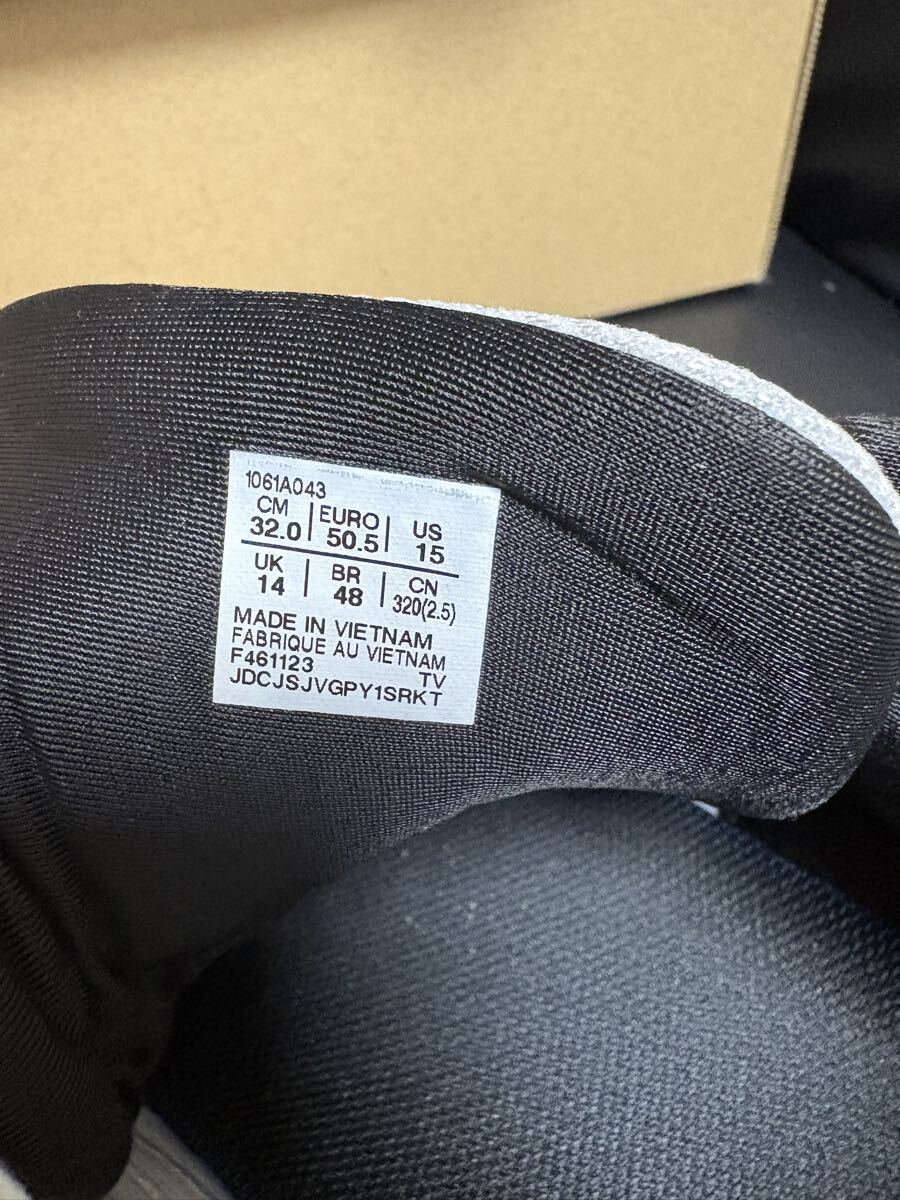 1061A043
CM | EURO | US
32.0 | 50.5 | 15
UK | BR | CN
14 | 48 | 320(2.5)
MADE IN VIETNAM
FABRIQUE AU VIETNAM
F461123 TV
JDCJSJVGPY1SRKT